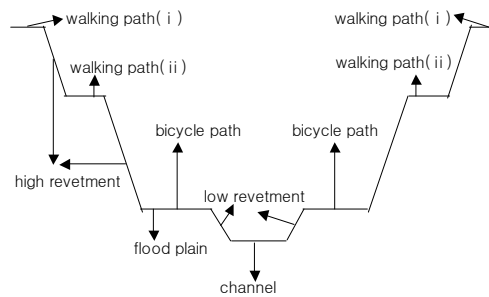 walking path( i )
walking path( i )
walking path( ii )
walking path( ii )
bicycle path
bicycle path
high revetment
low revetment
flood plain
channel